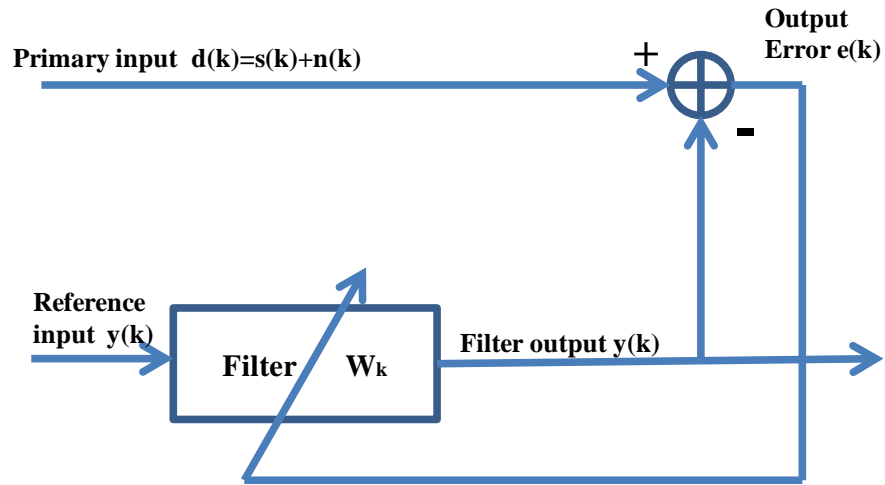 Output
Error e(k)
Primary input d(k)=s(k)+n(k)
+
-
Reference
input y(k)
Filter Wk
Filter output y(k)